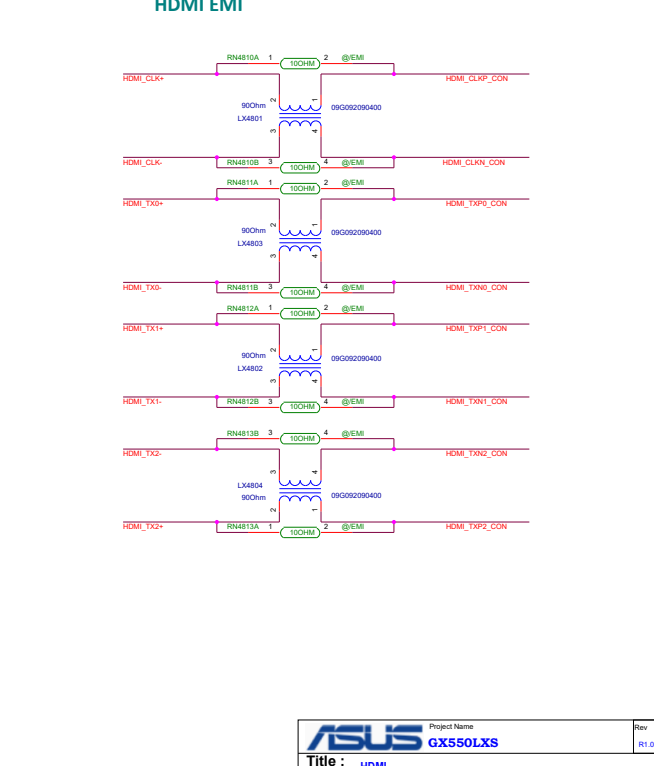 HDMI EMI
RN4810A 1 10OHM 2 @/EMI
HDMI_CLK+ HDMI_CLKP_CON
2 1
90Ohm 09G092090400
LX4801
3 4
HDMI_CLK- RN4810B 3 10OHM 4 @/EMI HDMI_CLKN_CON
RN4811A 1 10OHM 2 @/EMI
HDMI_TX0+ HDMI_TXP0_CON
2 1
90Ohm 09G092090400
LX4803
3 4
HDMI_TX0- RN4811B 3 10OHM 4 @/EMI HDMI_TXN0_CON
RN4812A 1 10OHM 2 @/EMI
HDMI_TX1+ HDMI_TXP1_CON
2 1
90Ohm 09G092090400
LX4802
3 4
HDMI_TX1- RN4812B 3 10OHM 4 @/EMI HDMI_TXN1_CON
RN4813B 3 10OHM 4 @/EMI
HDMI_TX2- HDMI_TXN2_CON
3 4
LX4804
90Ohm 09G092090400
2 1
HDMI_TX2+ RN4813A 1 10OHM 2 @/EMI HDMI_TXP2_CON
ASUS Project Name Rev
GX550LXS R1.0
Title : HDMI